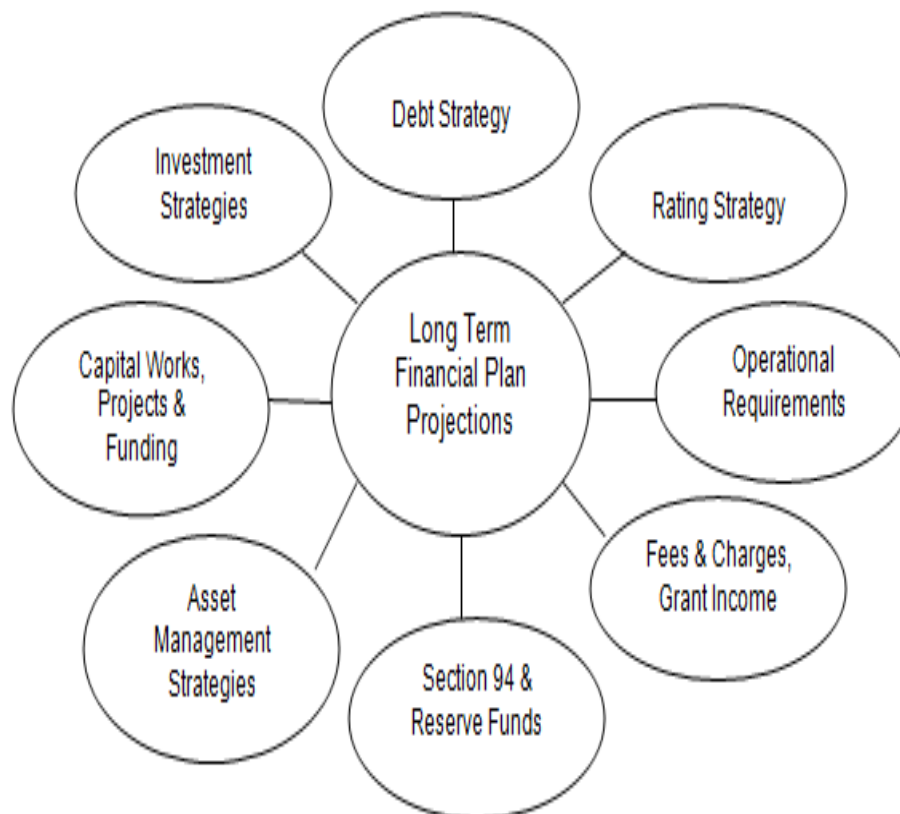 Debt Strategy
Investment
Strategies
Rating Strategy
Long Term
Financial Plan
Projections
Capital Works,
Projects &
Funding
Operational
Requirements
Fees & Charges,
Grant Income
Asset
Management
Strategies
Section 94 &
Reserve Funds